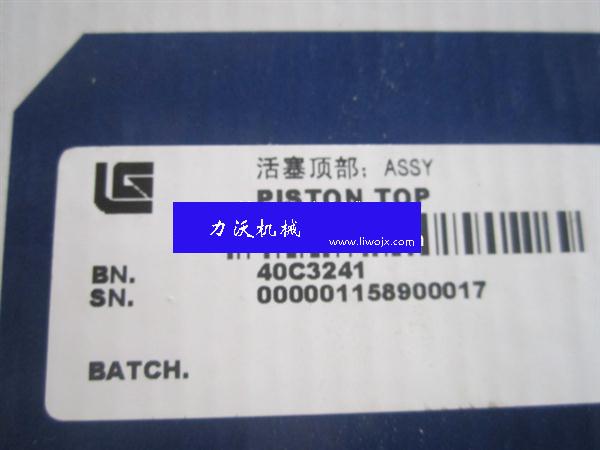 活塞顶部：ASSY
PISTON TOP
力沃机械
www.liwojx.com
BN. 40C3241
SN. 000001158900017
BATCH.